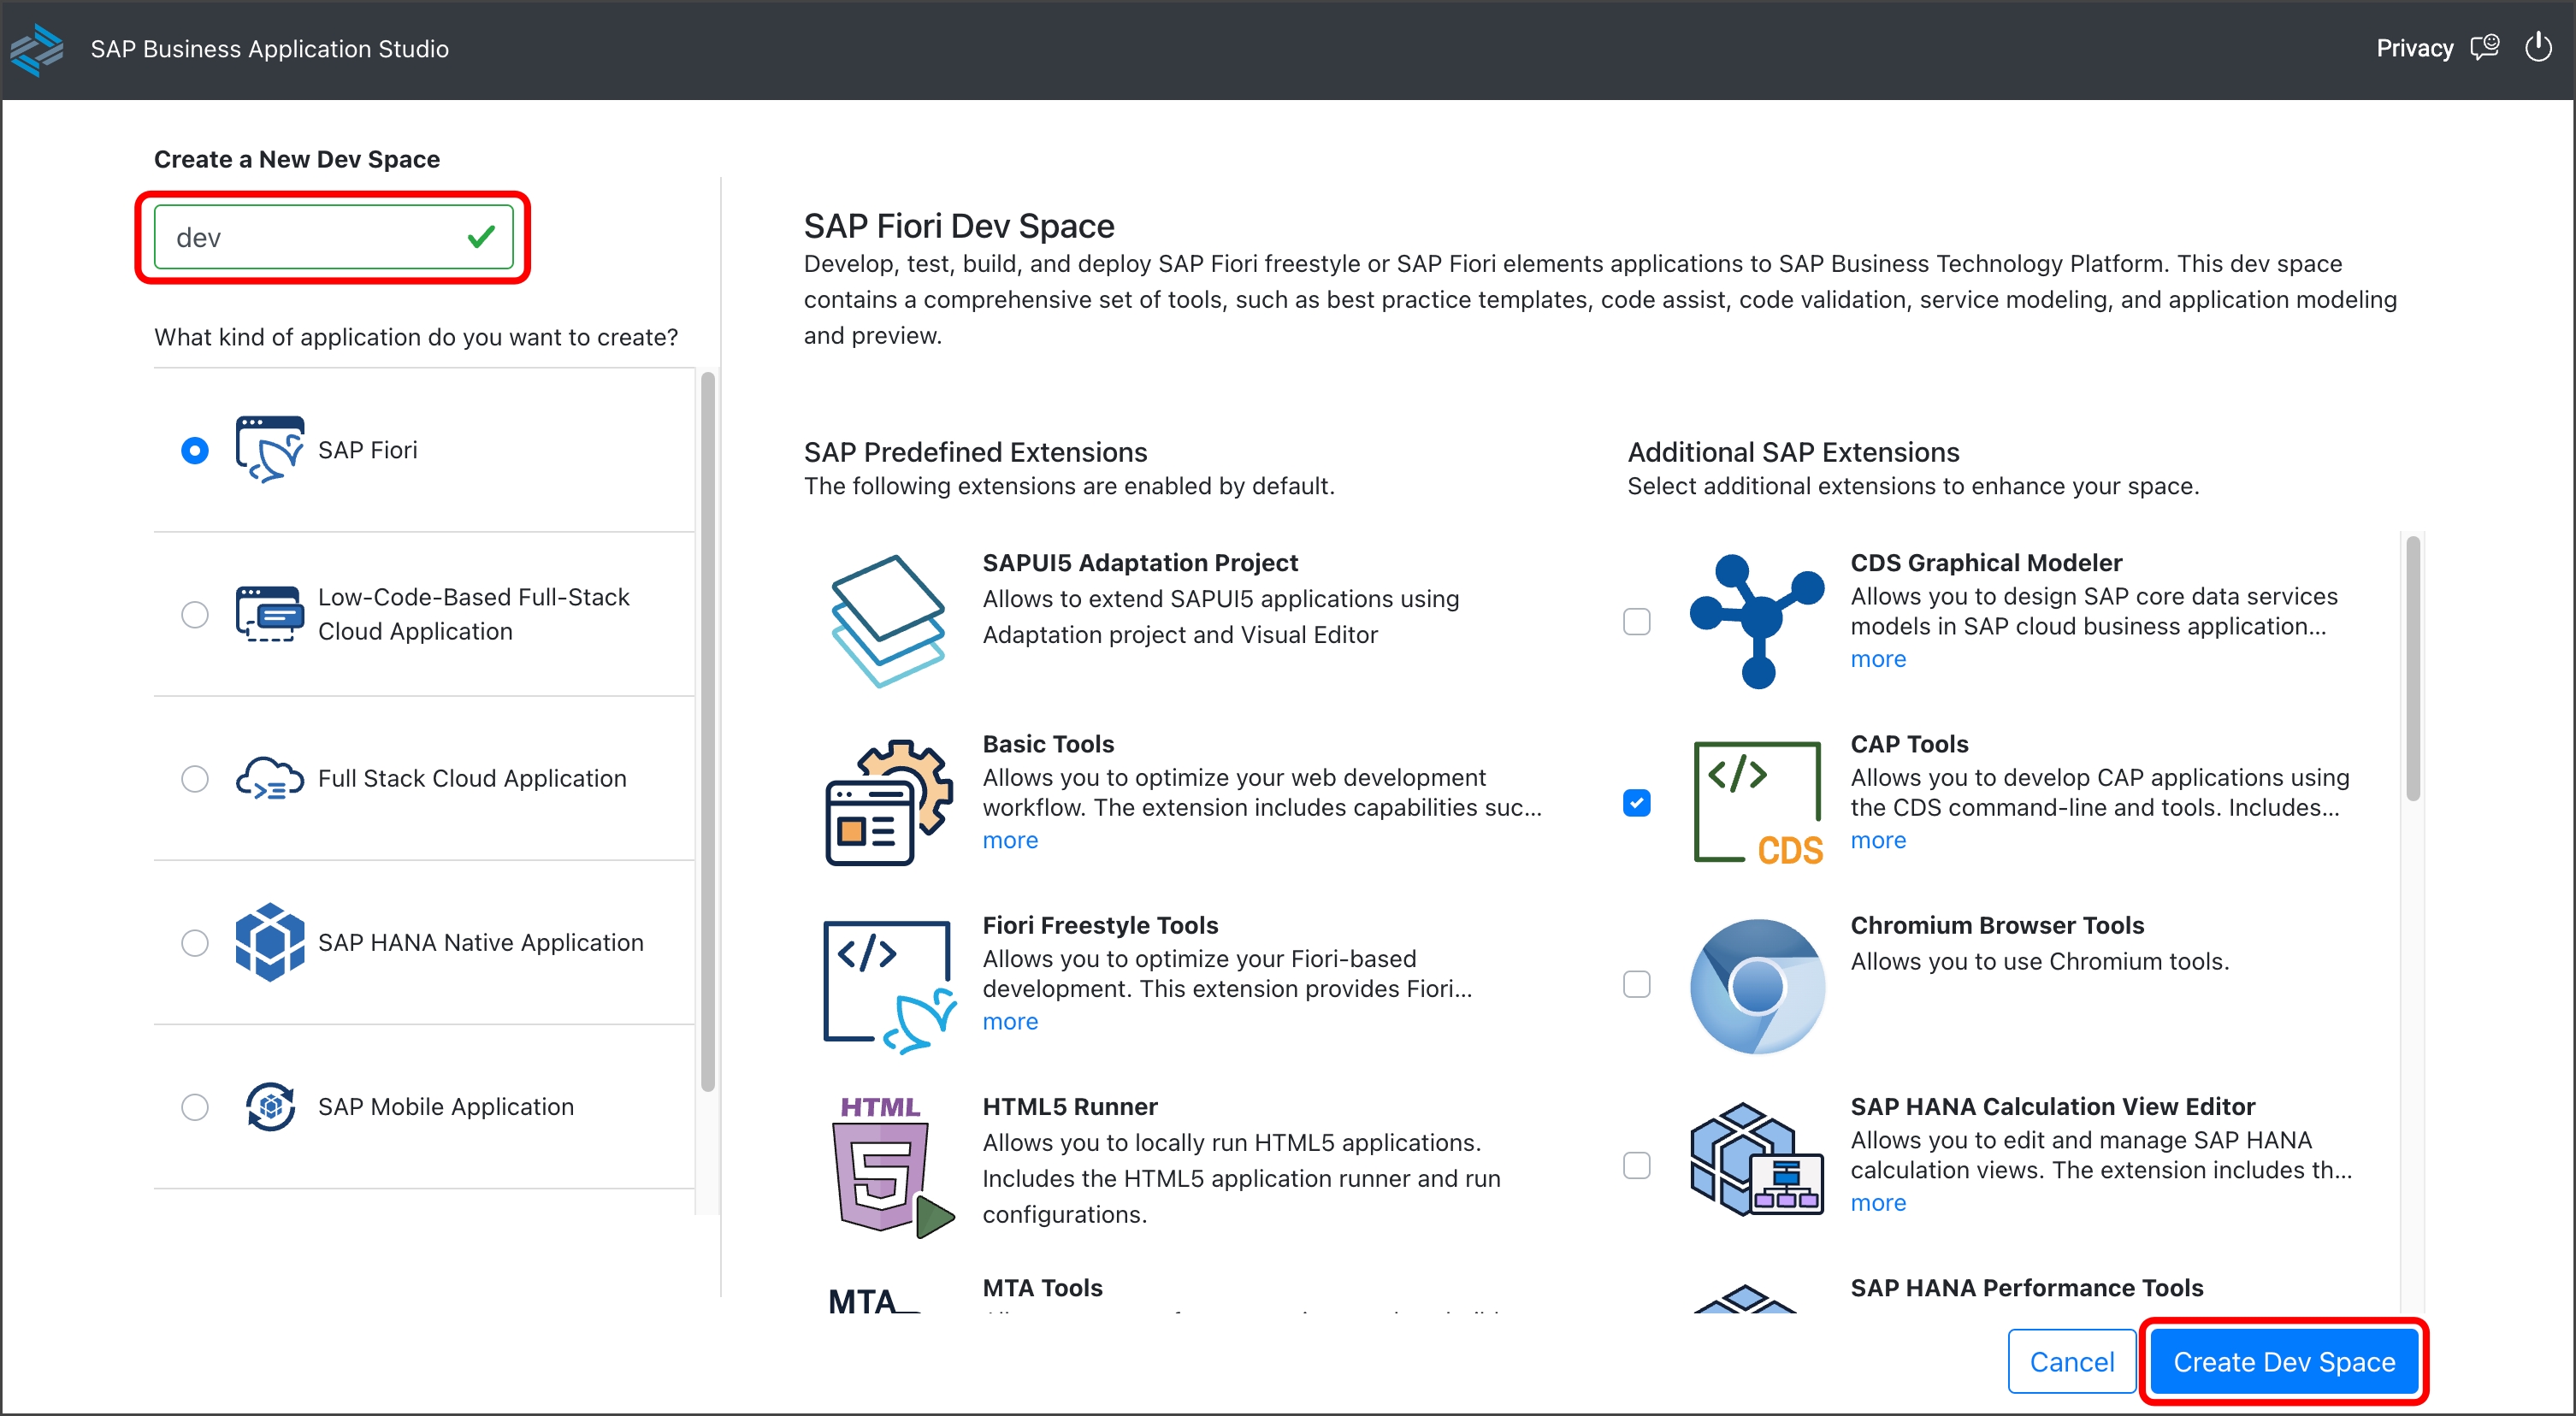 SAP Business Application Studio
Privacy
Create a New Dev Space
dev
What kind of application do you want to create?
SAP Fiori
Low-Code-Based Full-Stack
Cloud Application
Full Stack Cloud Application
SAP HANA Native Application
SAP Mobile Application
SAP Fiori Dev Space
Develop, test, build, and deploy SAP Fiori freestyle or SAP Fiori elements applications to SAP Business Technology Platform. This dev space
contains a comprehensive set of tools, such as best practice templates, code assist, code validation, service modeling, and application modeling
and preview.
SAP Predefined Extensions
The following extensions are enabled by default.
SAPUI5 Adaptation Project
Allows to extend SAPUI5 applications using
Adaptation project and Visual Editor
Basic Tools
Allows you to optimize your web development
workflow. The extension includes capabilities suc...
more
</>
Fiori Freestyle Tools
Allows you to optimize your Fiori-based
development. This extension provides Fiori...
more
HTML
5
HTML5 Runner
Allows you to locally run HTML5 applications.
Includes the HTML5 application runner and run
configurations.
MTA
MTA Tools
Additional SAP Extensions
Select additional extensions to enhance your space.
CDS Graphical Modeler
Allows you to design SAP core data services
models in SAP cloud business application...
more
</>
CDS
CAP Tools
Allows you to develop CAP applications using
the CDS command-line and tools. Includes...
more
Chromium Browser Tools
Allows you to use Chromium tools.
SAP HANA Calculation View Editor
Allows you to edit and manage SAP HANA
calculation views. The extension includes th...
more
SAP HANA Performance Tools
Cancel
Create Dev Space